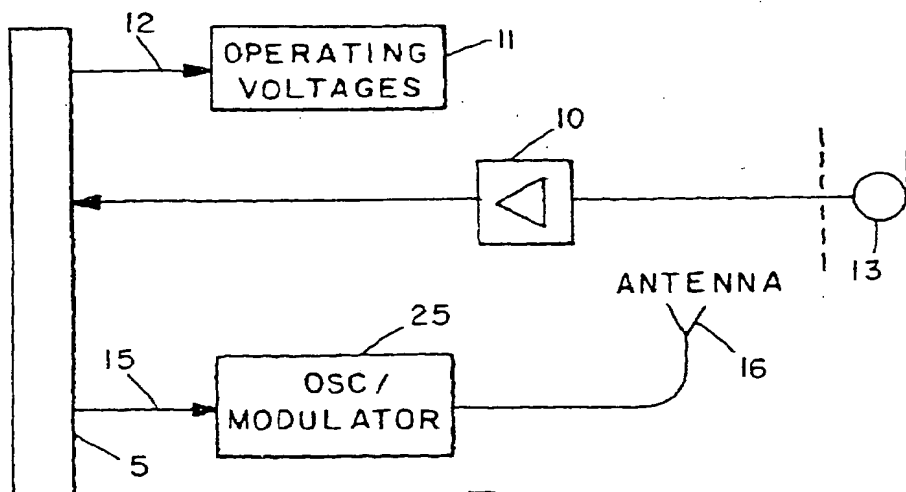 12
OPERATING
VOLTAGES
11
10
13
ANTENNA
16
25
15
OSC/
MODULATOR
5